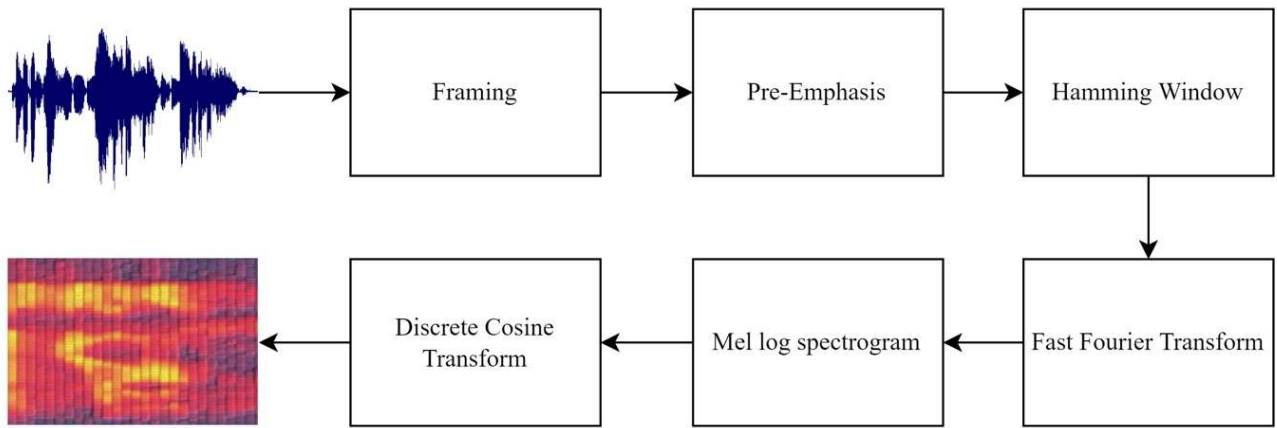 Framing
Pre-Emphasis
Hamming Window
Fast Fourier Transform
Mel log spectrogram
Discrete Cosine
Transform